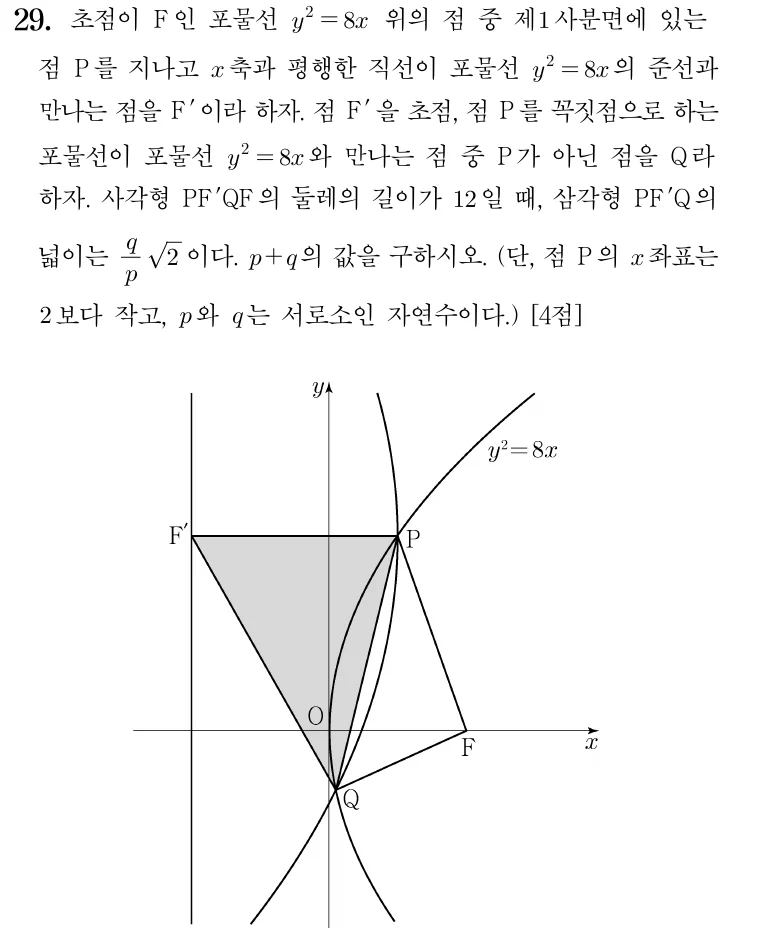 29. 초점이 F인 포물선 y²=8x 위의 점 중 제1사분면에 있는
점 P를 지나고 x축과 평행한 직선이 포물선 y²=8x의 준선과
만나는 점을 F′이라 하자. 점 F′을 초점, 점 P를 꼭짓점으로 하는
포물선이 포물선 y²=8x와 만나는 점 중 P가 아닌 점을 Q라
하자. 사각형 PF′QF의 둘레의 길이가 12일 때, 삼각형 PF′Q의
넓이는 q/p √2 이다. p+q의 값을 구하시오. (단, 점 P의 x좌표는
2보다 작고, p와 q는 서로소인 자연수이다.) [4점]
y
y²=8x
F′
P
O
F
x
Q